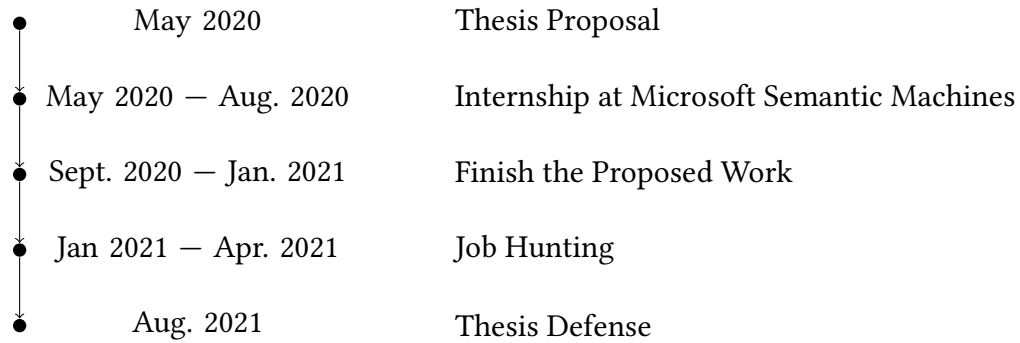 May 2020 Thesis Proposal
May 2020 — Aug. 2020 Internship at Microsoft Semantic Machines
Sept. 2020 — Jan. 2021 Finish the Proposed Work
Jan 2021 — Apr. 2021 Job Hunting
Aug. 2021 Thesis Defense